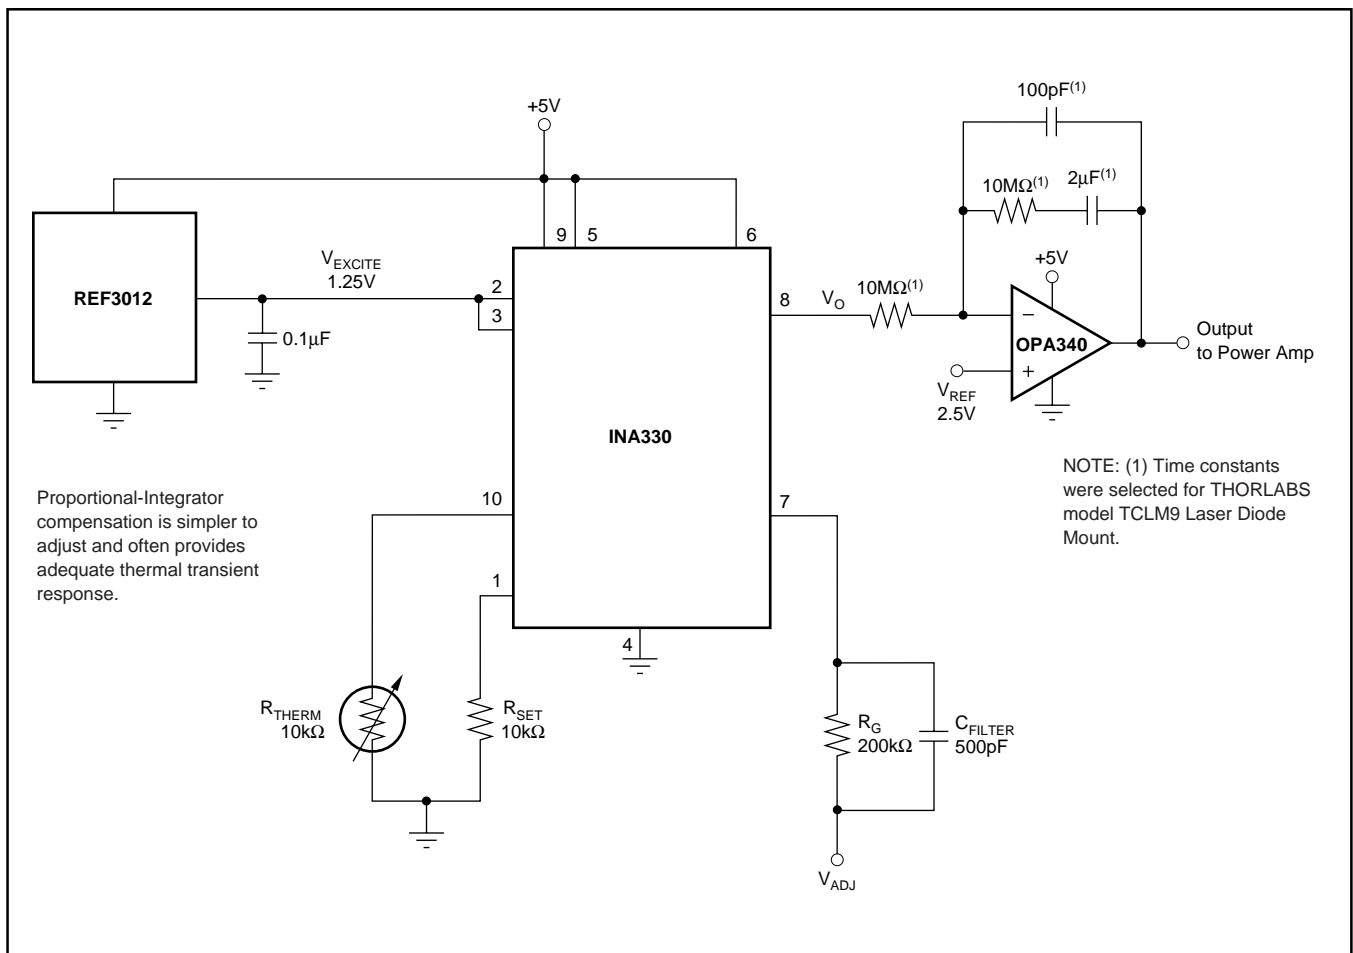 100pF(1)
+5V
10MΩ(1)
2μF(1)
9
5
6
REF3012
VEXCITE
1.25V
2
3
0.1μF
8
VO
10MΩ(1)
+5V
−
OPA340
+
VREF
2.5V
Output
to Power Amp
INA330
NOTE: (1) Time constants
were selected for THORLABS
model TCLM9 Laser Diode
Mount.
Proportional-Integrator
compensation is simpler to
adjust and often provides
adequate thermal transient
response.
10
7
1
4
RTHERM
10kΩ
RSET
10kΩ
RG
200kΩ
CFILTER
500pF
VADJ